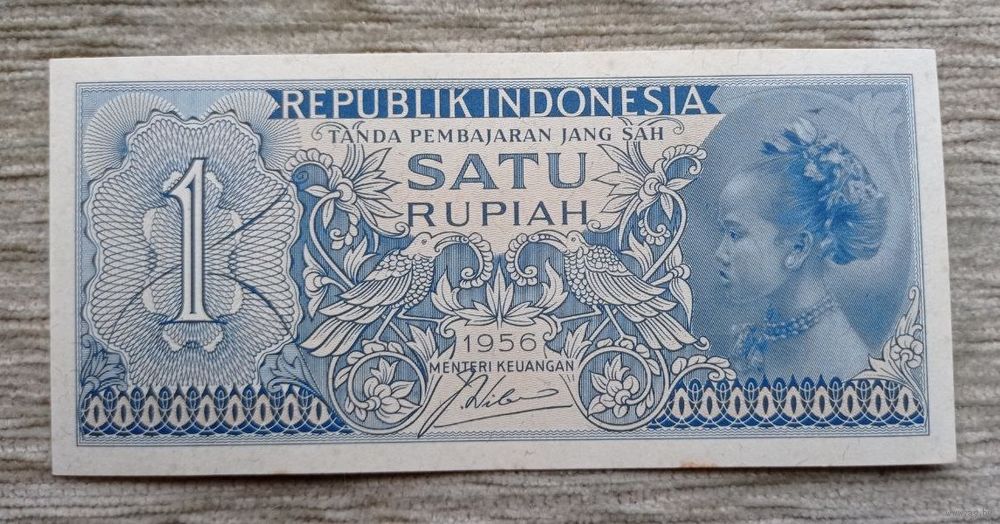 REPUBLIK INDONESIA
TANDA PEMBAJARAN JANG SAH
SATU
RUPIAH
1
1956
MENTERI KEUANGAN